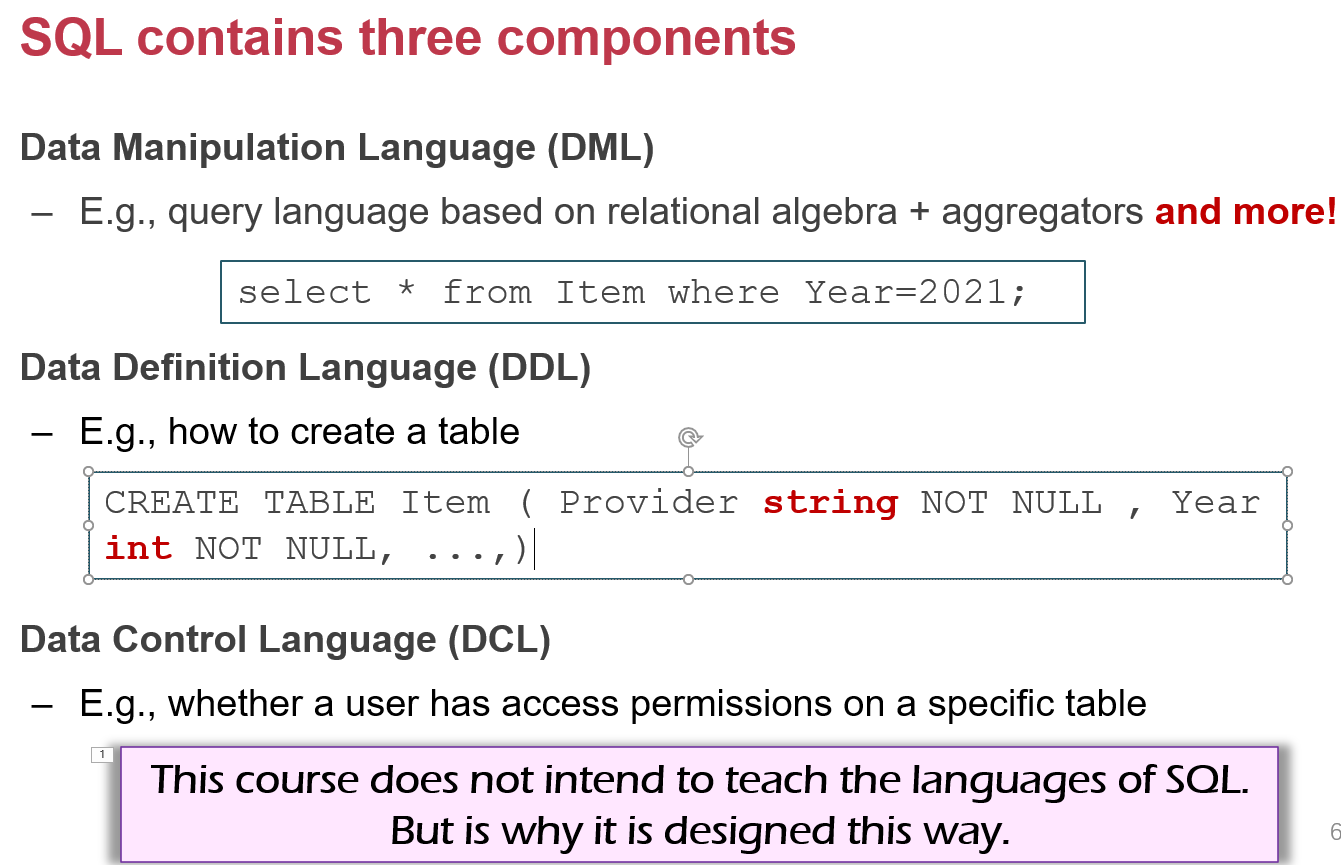 SQL contains three components
Data Manipulation Language (DML)
– E.g., query language based on relational algebra + aggregators and more!
select * from Item where Year=2021;
Data Definition Language (DDL)
– E.g., how to create a table
CREATE TABLE Item ( Provider string NOT NULL , Year
int NOT NULL, ...,)
Data Control Language (DCL)
– E.g., whether a user has access permissions on a specific table
1
This course does not intend to teach the languages of SQL.
But is why it is designed this way.
6